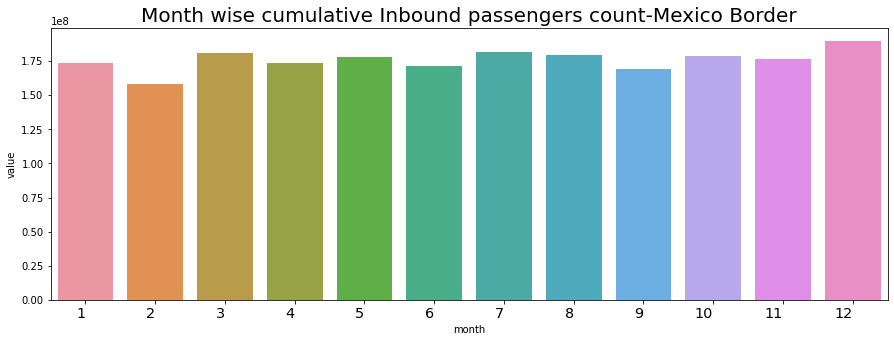 Month wise cumulative Inbound passengers count-Mexico Border
1e8
1.75
1.50
1.25
1.00
0.75
0.50
0.25
0.00
value
1 2 3 4 5 6 7 8 9 10 11 12
month